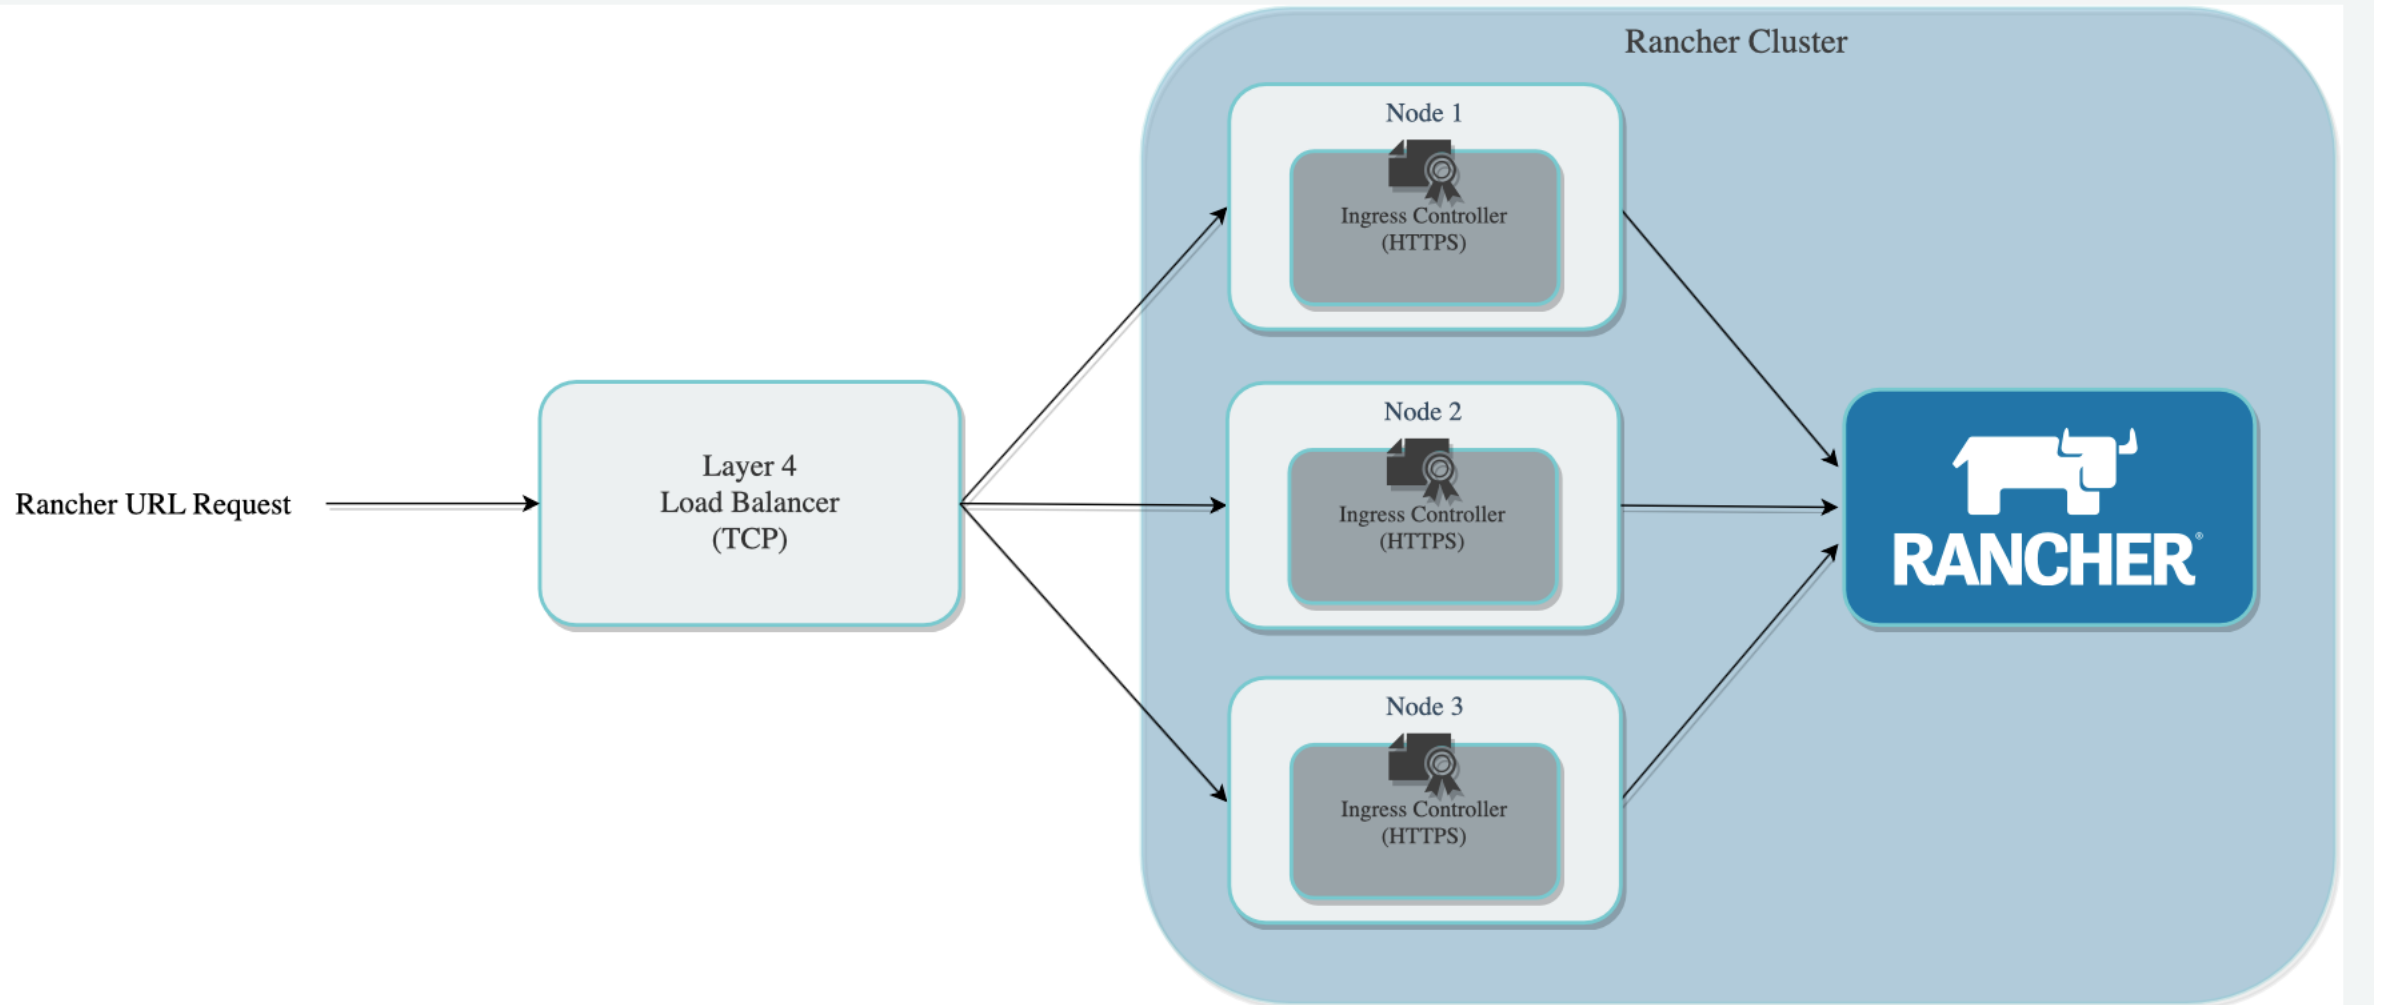 Rancher Cluster
Node 1
Ingress Controller
(HTTPS)
Rancher URL Request
Layer 4
Load Balancer
(TCP)
Node 2
Ingress Controller
(HTTPS)
RANCHER®
Node 3
Ingress Controller
(HTTPS)